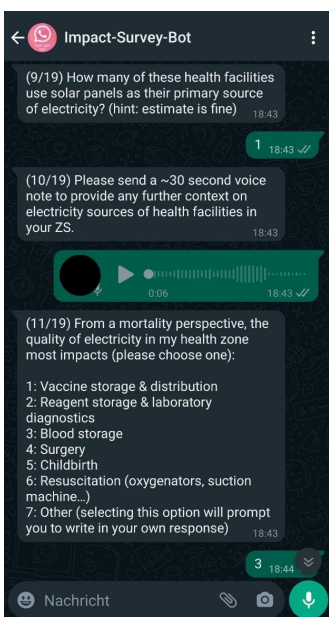 Impact-Survey-Bot
(9/19) How many of these health facilities
use solar panels as their primary source
of electricity? (hint: estimate is fine)
18:43
1 18:43
(10/19) Please send a ~30 second voice
note to provide any further context on
electricity sources of health facilities in
your ZS.
18:43
0:06 18:43
(11/19) From a mortality perspective, the
quality of electricity in my health zone
most impacts (please choose one):
1: Vaccine storage & distribution
2: Reagent storage & laboratory
diagnostics
3: Blood storage
4: Surgery
5: Childbirth
6: Resuscitation (oxygenators, suction
machine...)
7: Other (selecting this option will prompt
you to write in your own response)
18:43
3 18:44
Nachricht